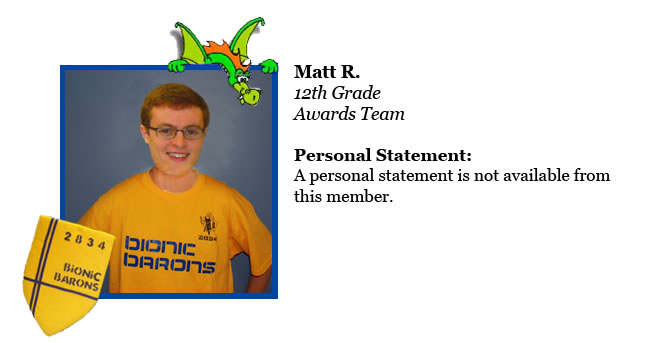 Matt R.
12th Grade
Awards Team
Personal Statement:
A personal statement is not available from
this member.
2834
BIONIC
BARONS
2834
BIONIC
BARONS